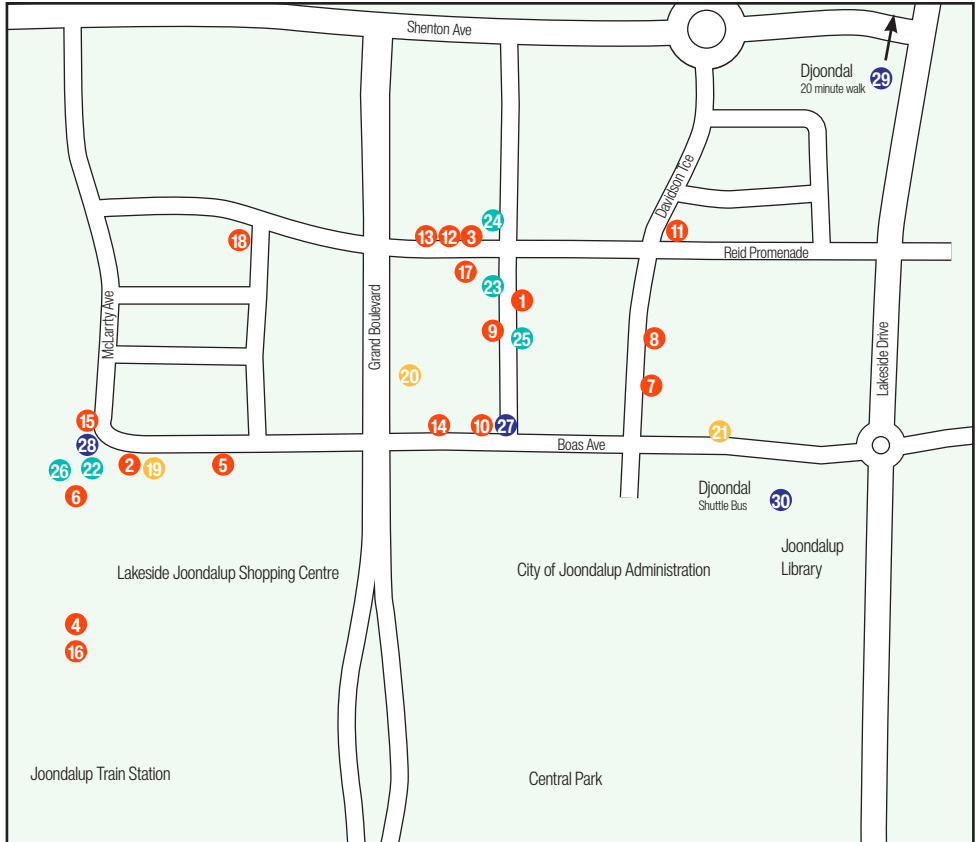 Shenton Ave
Djoondal
20 minute walk
29
Davidson Tce
24
13
12
3
18
11
Reid Promenade
17
23
1
McLarrty Ave
Grand Boulevard
9
25
8
Lakeside Drive
20
7
15
14
10
27
21
28
Boas Ave
26
22
2
19
5
6
Djoondal
Shuttle Bus
30
Joondalup
Library
Lakeside Joondalup Shopping Centre
City of Joondalup Administration
4
16
Joondalup Train Station
Central Park